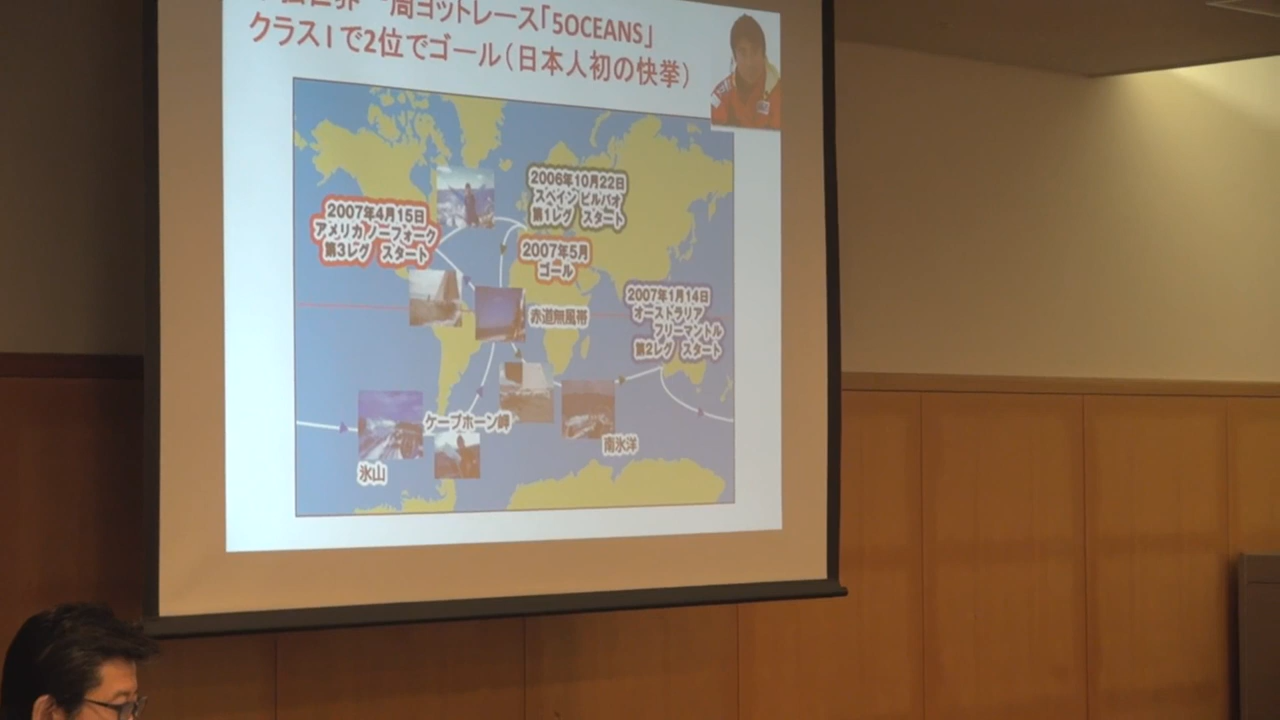 世界一周ヨットレース「5OCEANS」
クラスⅠで2位でゴール(日本人初の快挙)
2006年10月22日
スペイン ビルバオ
第1レグ スタート
2007年4月15日
アメリカ ノーフォーク
第3レグ スタート
2007年5月
ゴール
2007年1月14日
オーストラリア
フリーマントル
第2レグ スタート
赤道無風帯
ケープホーン岬
南氷洋
氷山